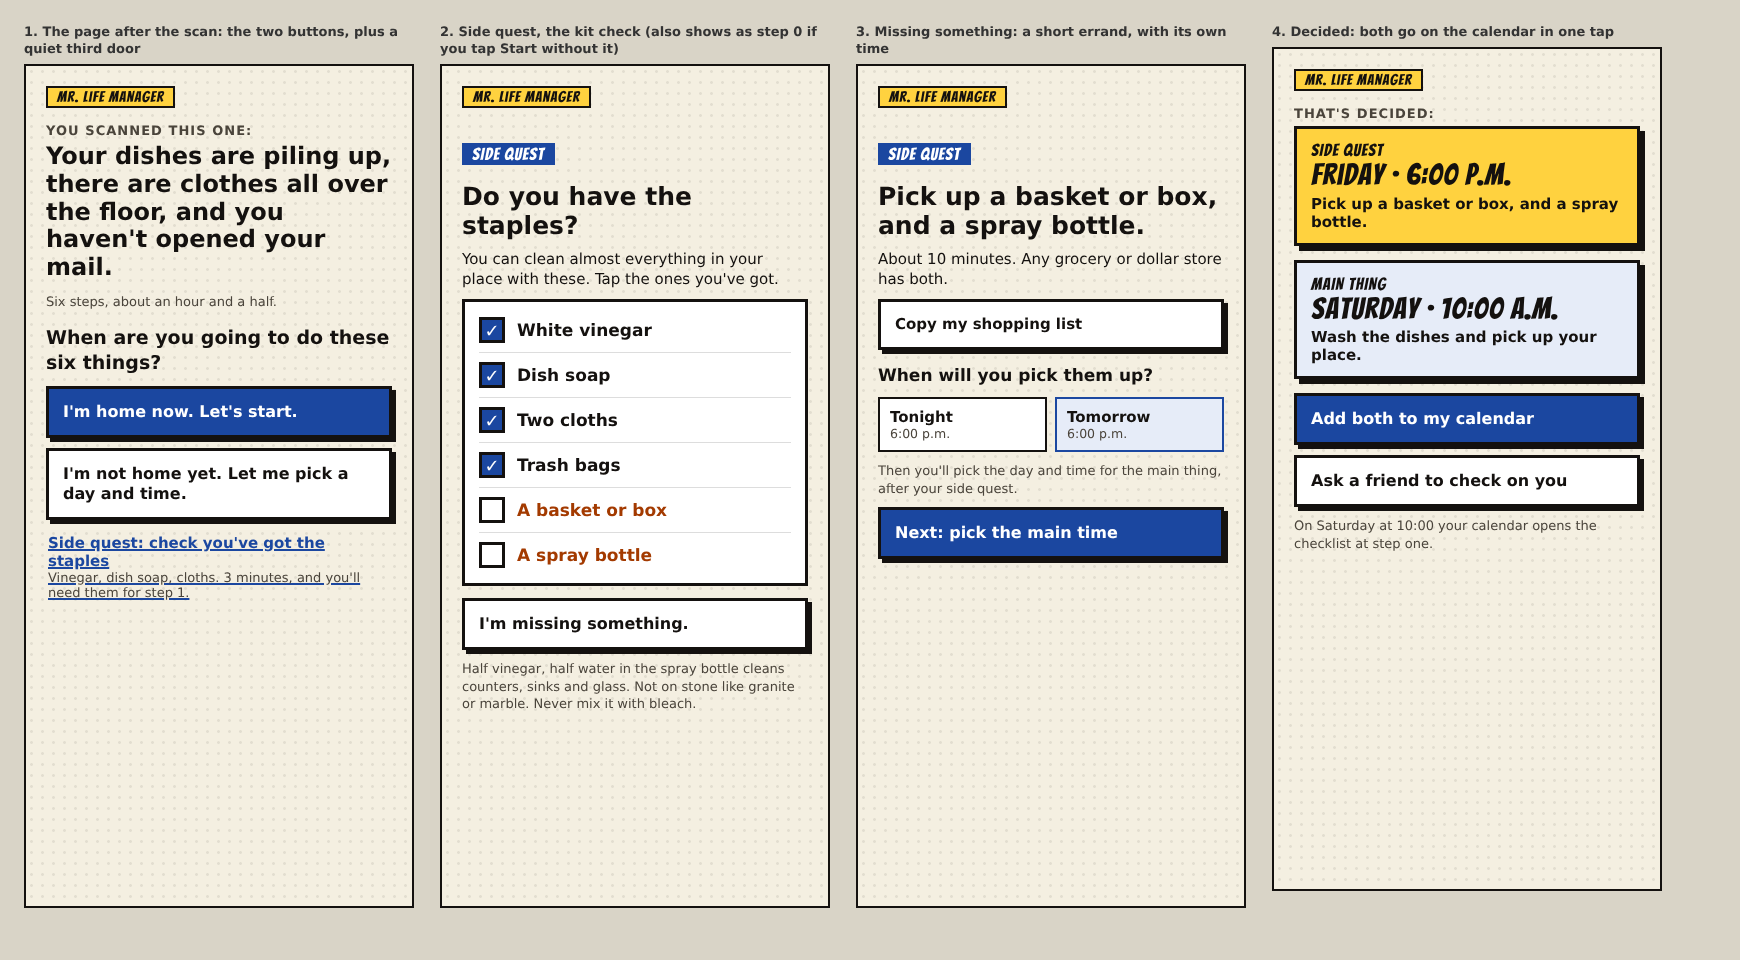 1. The page after the scan: the two buttons, plus a
quiet third door
MR. LIFE MANAGER
YOU SCANNED THIS ONE:
Your dishes are piling up,
there are clothes all over
the floor, and you
haven't opened your
mail.
Six steps, about an hour and a half.
When are you going to do these
six things?
I'm home now. Let's start.
I'm not home yet. Let me pick a
day and time.
Side quest: check you've got the
staples
Vinegar, dish soap, cloths. 3 minutes, and you'll
need them for step 1.
2. Side quest, the kit check (also shows as step 0 if
you tap Start without it)
MR. LIFE MANAGER
SIDE QUEST
Do you have the
staples?
You can clean almost everything in your
place with these. Tap the ones you've got.
✓ White vinegar
✓ Dish soap
✓ Two cloths
✓ Trash bags
A basket or box
A spray bottle
I'm missing something.
Half vinegar, half water in the spray bottle cleans
counters, sinks and glass. Not on stone like granite
or marble. Never mix it with bleach.
3. Missing something: a short errand, with its own
time
MR. LIFE MANAGER
SIDE QUEST
Pick up a basket or box,
and a spray bottle.
About 10 minutes. Any grocery or dollar store
has both.
Copy my shopping list
When will you pick them up?
Tonight
6:00 p.m.
Tomorrow
6:00 p.m.
Then you'll pick the day and time for the main thing,
after your side quest.
Next: pick the main time
4. Decided: both go on the calendar in one tap
MR. LIFE MANAGER
THAT'S DECIDED:
SIDE QUEST
FRIDAY · 6:00 P.M.
Pick up a basket or box, and a spray
bottle.
MAIN THING
SATURDAY · 10:00 A.M.
Wash the dishes and pick up your
place.
Add both to my calendar
Ask a friend to check on you
On Saturday at 10:00 your calendar opens the
checklist at step one.